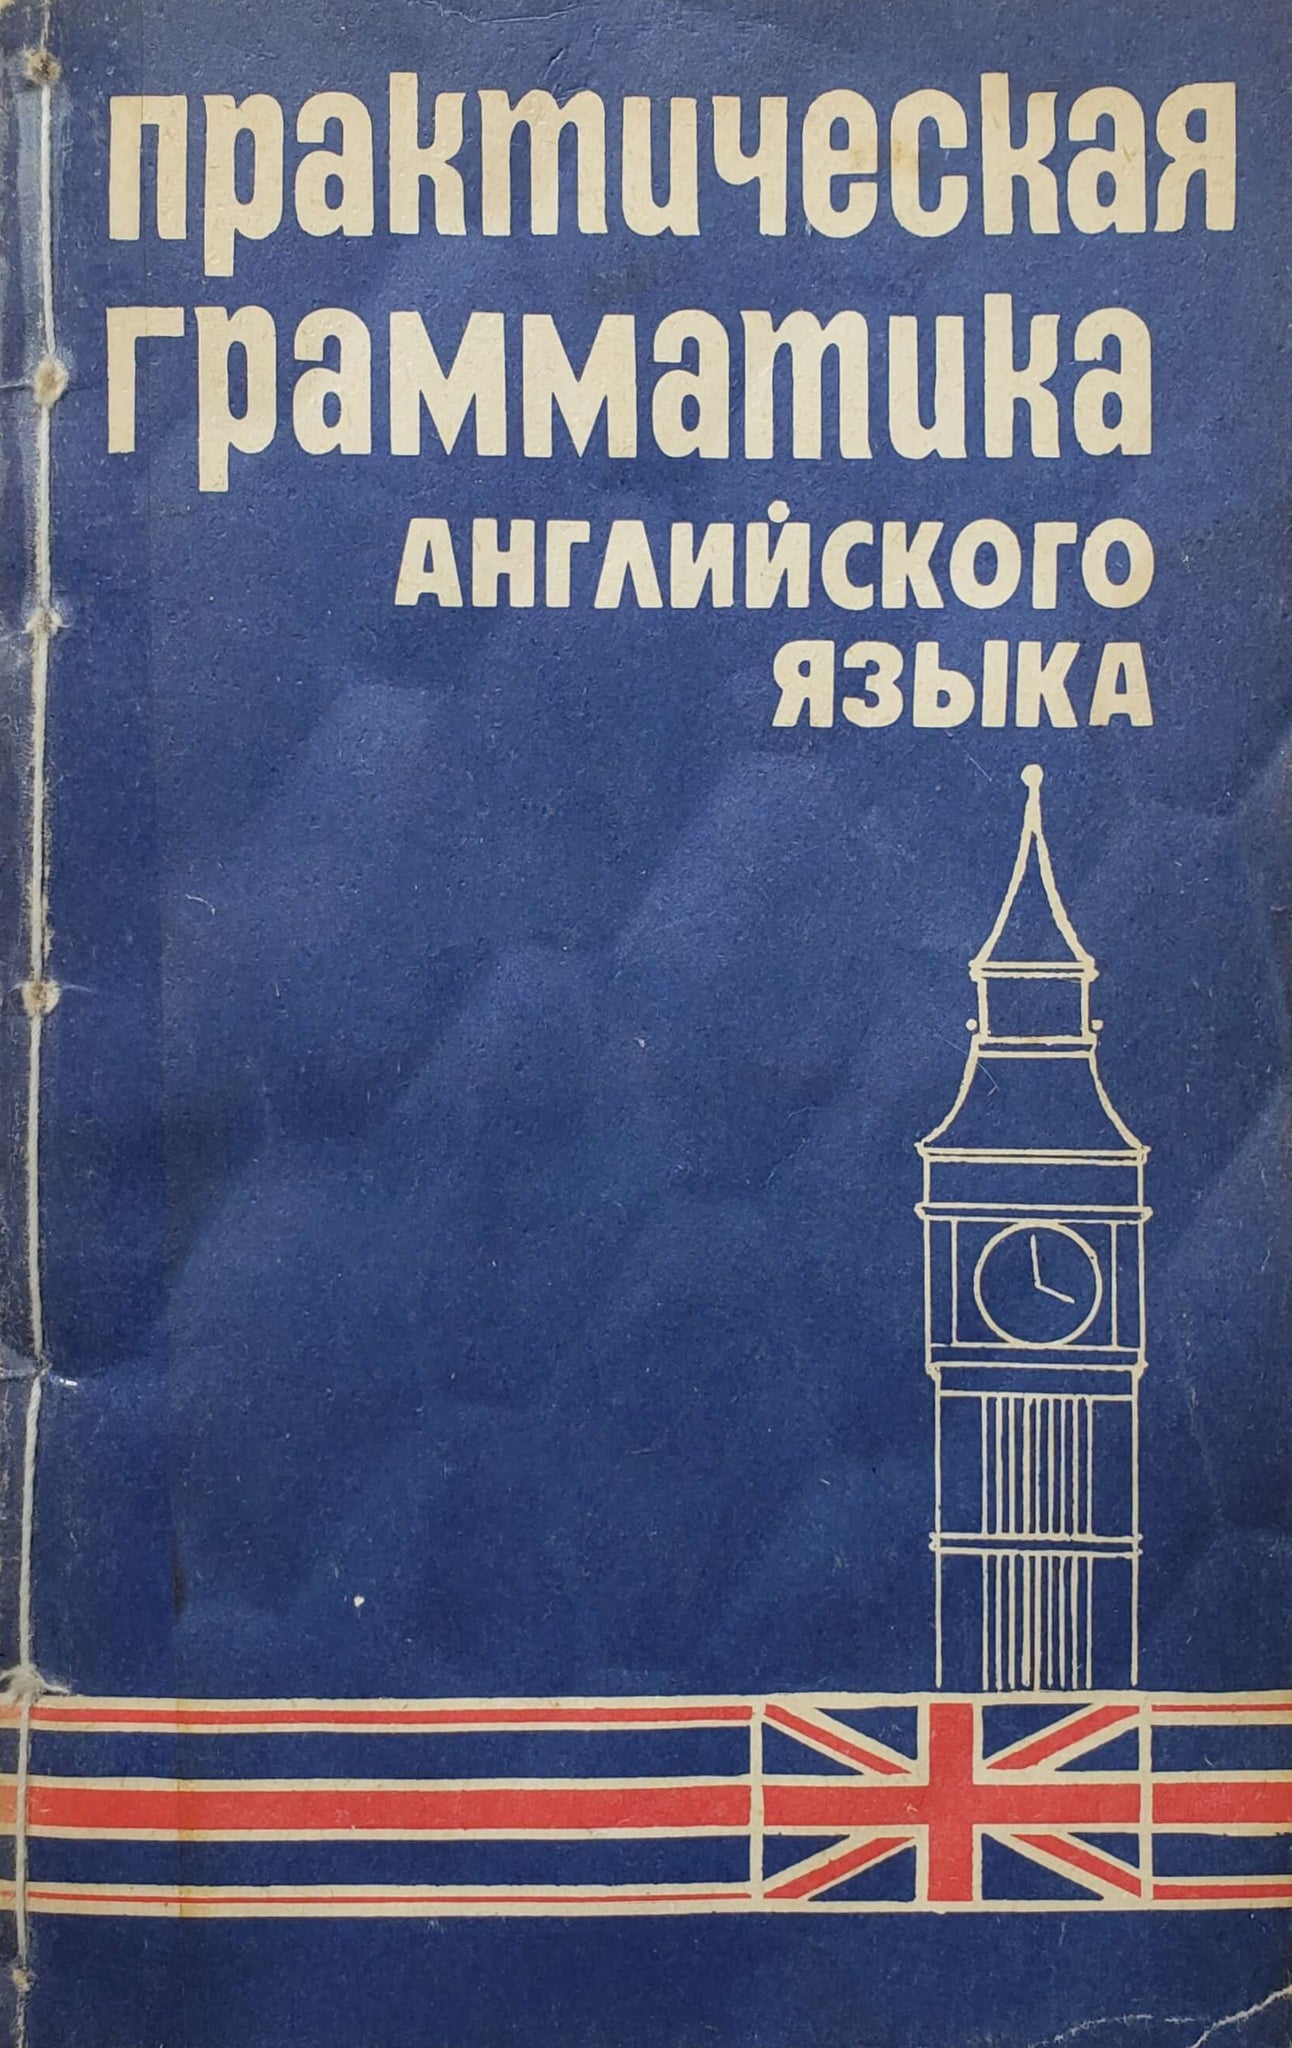 практическая
грамматика
английского
языка